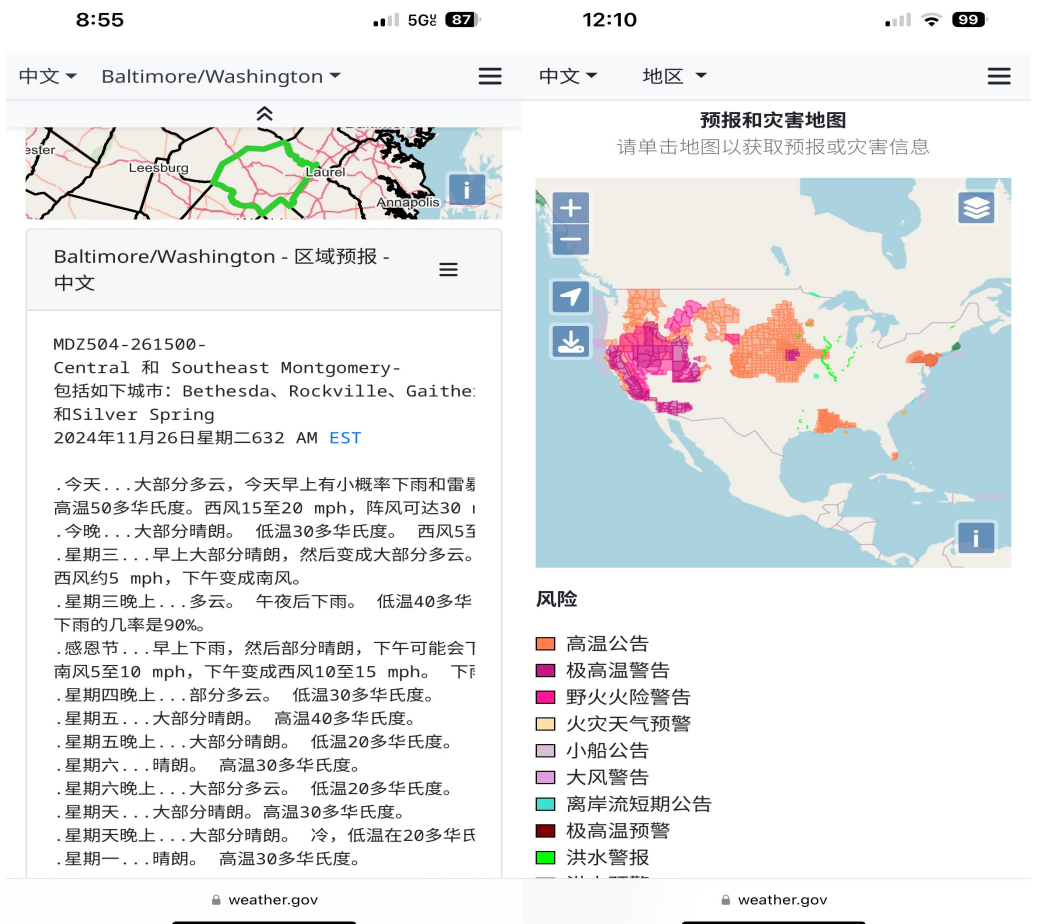 8:55
5G 87
中文 Baltimore/Washington
Leesburg
Laurel
Annapolis
i
Baltimore/Washington - 区域预报 -
中文
MDZ504-261500-
Central 和 Southeast Montgomery-
包括如下城市：Bethesda、Rockville、Gaithe
和Silver Spring
2024年11月26日星期二632 AM EST
.今天...大部分多云，今天早上有小概率下雨和雷暴
高温50多华氏度。西风15至20 mph，阵风可达30
.今晚...大部分晴朗。 低温30多华氏度。 西风5至
.星期三...早上大部分晴朗，然后变成大部分多云。
西风约5 mph，下午变成南风。
.星期三晚上...多云。 午夜后下雨。 低温40多华
下雨的几率是90%。
.感恩节...早上下雨，然后部分晴朗，下午可能会下
南风5至10 mph，下午变成西风10至15 mph。 下雨
.星期四晚上...部分多云。 低温30多华氏度。
.星期五...大部分晴朗。 高温40多华氏度。
.星期五晚上...大部分晴朗。 低温20多华氏度。
.星期六...晴朗。 高温30多华氏度。
.星期六晚上...大部分多云。 低温20多华氏度。
.星期天...大部分晴朗。高温30多华氏度。
.星期天晚上...大部分晴朗。 冷，低温在20多华氏
.星期一...晴朗。 高温30多华氏度。
weather.gov
12:10
99
中文 地区
预报和灾害地图
请单击地图以获取预报或灾害信息
+
−
i
风险
高温公告
极高温警告
野火火险警告
火灾天气预警
小船公告
大风警告
离岸流短期公告
极高温预警
洪水警报
weather.gov